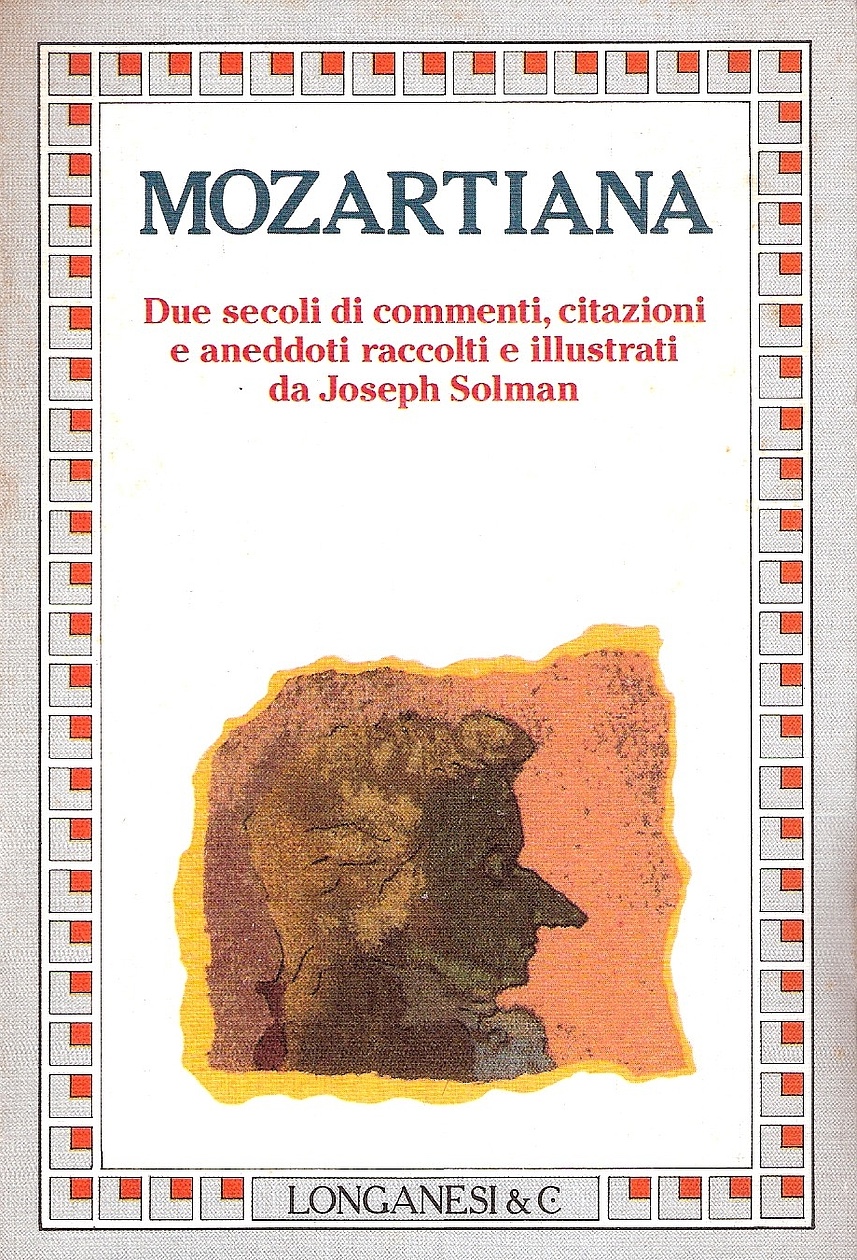 MOZARTIANA
Due secoli di commenti, citazioni
e aneddoti raccolti e illustrati
da Joseph Solman
LONGANESI & C.